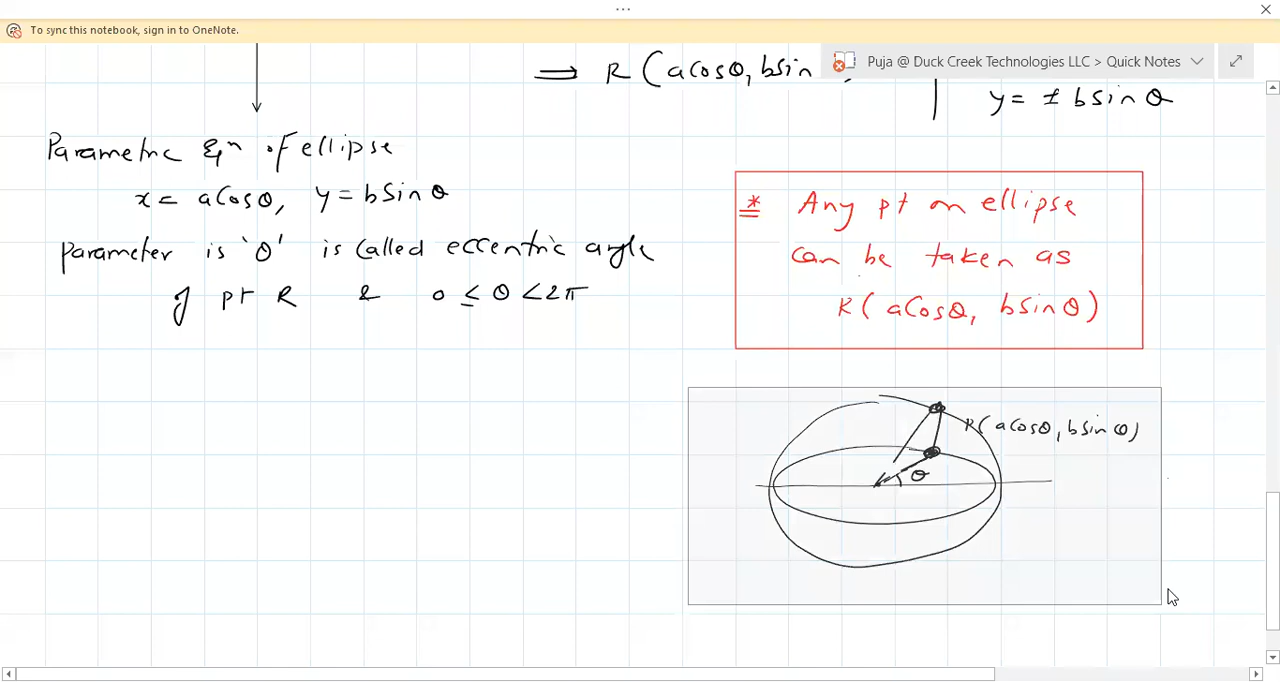 To sync this notebook, sign in to OneNote.
Puja @ Duck Creek Technologies LLC > Quick Notes
⟹ R (acosθ, bsin
y = ± bsinθ
Parametric Eqⁿ of ellipse
x = acosθ, y = bsinθ
parameter is 'θ' is called eccentric angle
of pt R & 0 ≤ θ < 2π
* Any pt on ellipse
can be taken as
R( acosθ, bsinθ)
R( acosθ, bsinθ)
θ